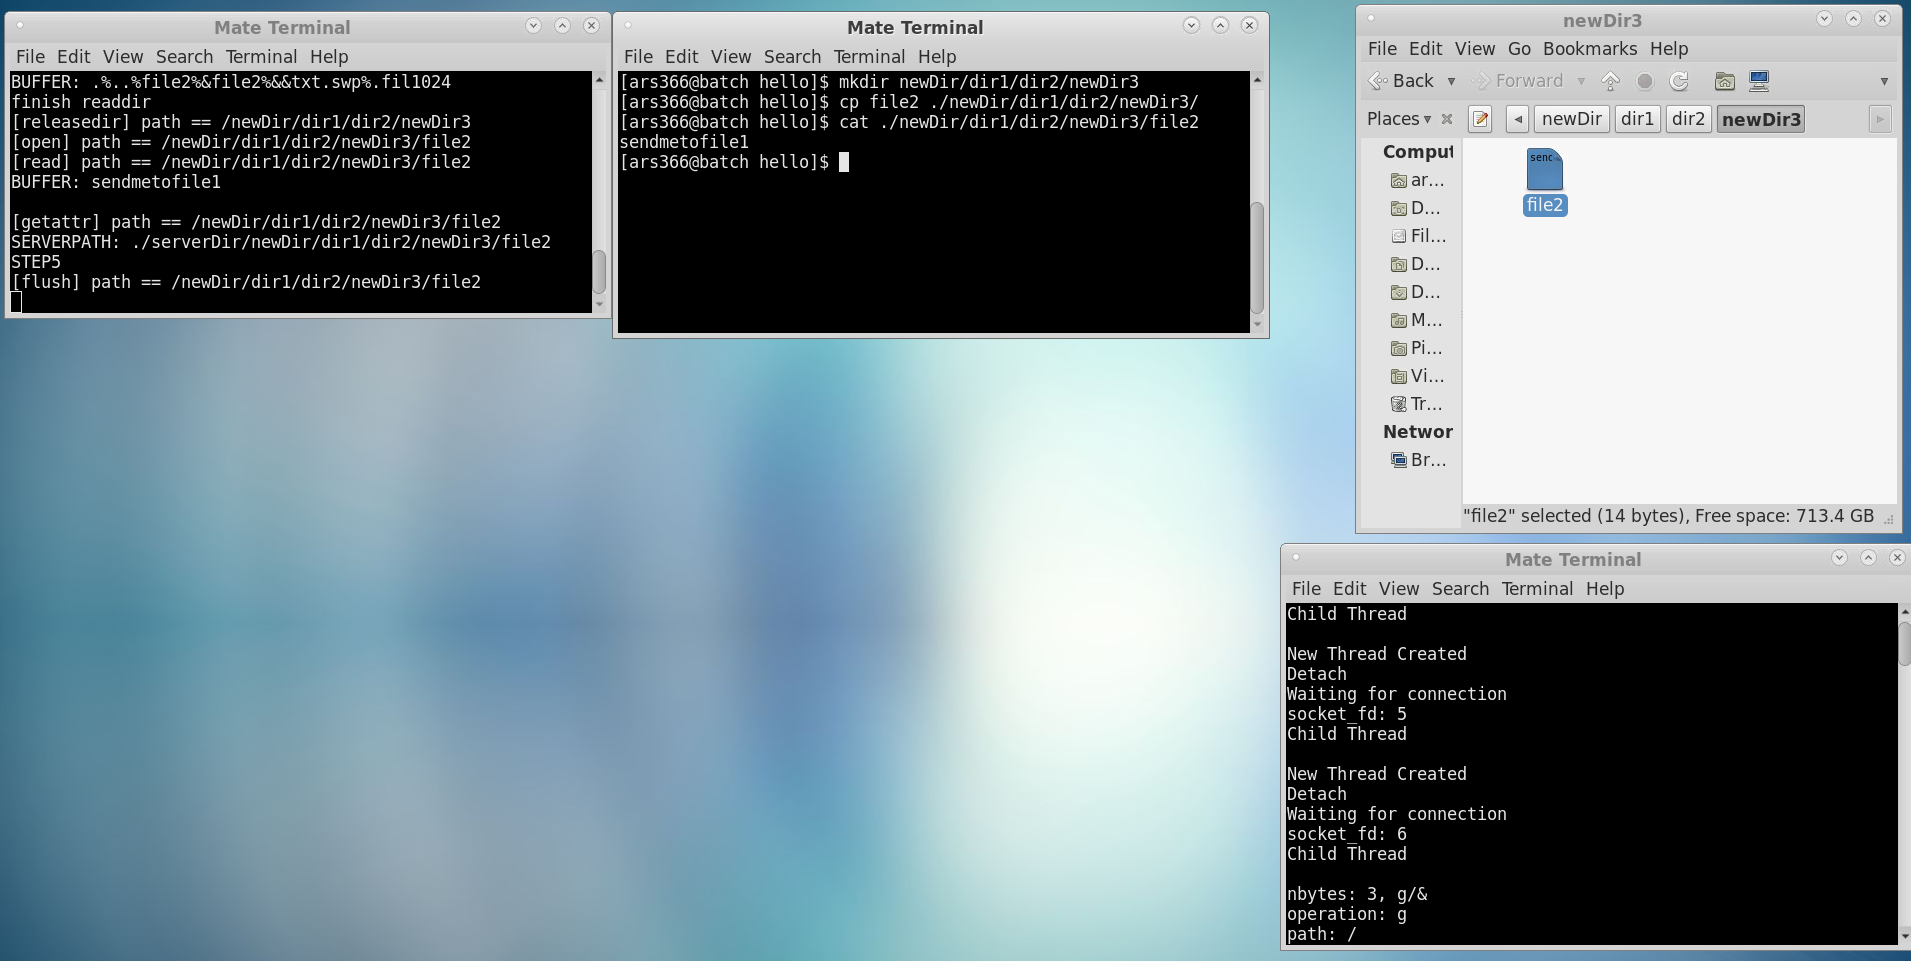 Mate Terminal
File Edit View Search Terminal Help
BUFFER: .%..%file2%&file2%&&txt.swp%.fil1024
finish readdir
[releasedir] path == /newDir/dir1/dir2/newDir3
[open] path == /newDir/dir1/dir2/newDir3/file2
[read] path == /newDir/dir1/dir2/newDir3/file2
BUFFER: sendmetofile1
[getattr] path == /newDir/dir1/dir2/newDir3/file2
SERVERPATH: ./serverDir/newDir/dir1/dir2/newDir3/file2
STEP5
[flush] path == /newDir/dir1/dir2/newDir3/file2
Mate Terminal
File Edit View Search Terminal Help
[ars366@batch hello]$ mkdir newDir/dir1/dir2/newDir3
[ars366@batch hello]$ cp file2 ./newDir/dir1/dir2/newDir3/
[ars366@batch hello]$ cat ./newDir/dir1/dir2/newDir3/file2
sendmetofile1
[ars366@batch hello]$
newDir3
File Edit View Go Bookmarks Help
Back Forward
Places newDir dir1 dir2 newDir3
Comput
ar...
D...
Fil...
D...
D...
M...
Pi...
Vi...
Tr...
Networ
Br...
send
file2
"file2" selected (14 bytes), Free space: 713.4 GB
Mate Terminal
File Edit View Search Terminal Help
Child Thread
New Thread Created
Detach
Waiting for connection
socket_fd: 5
Child Thread
New Thread Created
Detach
Waiting for connection
socket_fd: 6
Child Thread
nbytes: 3, g/&
operation: g
path: /